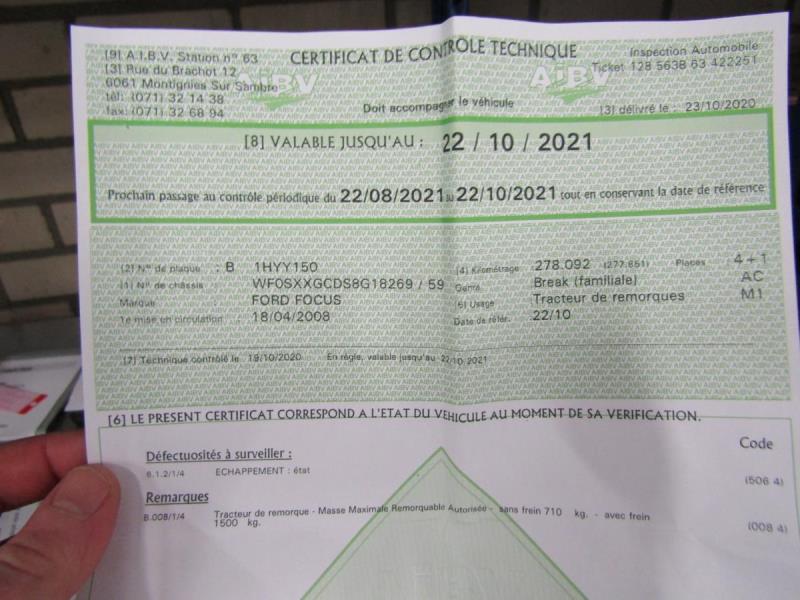 [9] A.I.B.V. Station n° 63
[3] Rue du Brachot 12
6061 Montignies Sur Sambre
tél: (071) 32 14 38
fax: (071) 32 68 94
CERTIFICAT DE CONTRÔLE TECHNIQUE
AIBV AIBV
Doit accompagner le véhicule
Inspection Automobile
Ticket 128 5638 63 422251
[3] délivré le : 23/10/2020
[8] VALABLE JUSQU'AU : 22 / 10 / 2021
Prochain passage au contrôle périodique du 22/08/2021 au 22/10/2021 tout en conservant la date de référence
[2] N° de plaque : B 1HYY150
[1] N° de châssis WF0SXXGCDS8G18269 / 59
Marque : FORD FOCUS
1e mise en circulation : 18/04/2008
[4] Kilométrage 278.092 (277.651) Places 4 + 1
Genre Break (familiale) AC
[5] Usage Tracteur de remorques M1
Date de référ. 22/10
[7] Technique contrôlé le 19/10/2020 En règle, valable jusqu'au 22/10/2021
[6] LE PRESENT CERTIFICAT CORRESPOND A L'ETAT DU VEHICULE AU MOMENT DE SA VERIFICATION.
Défectuosités à surveiller : Code
6.1.2/1/4 ECHAPPEMENT : état (506 4)
Remarques
B.008/1/4 Tracteur de remorque - Masse Maximale Remorquable Autorisée - sans frein 710 kg. - avec frein
1500 kg. (008 4)